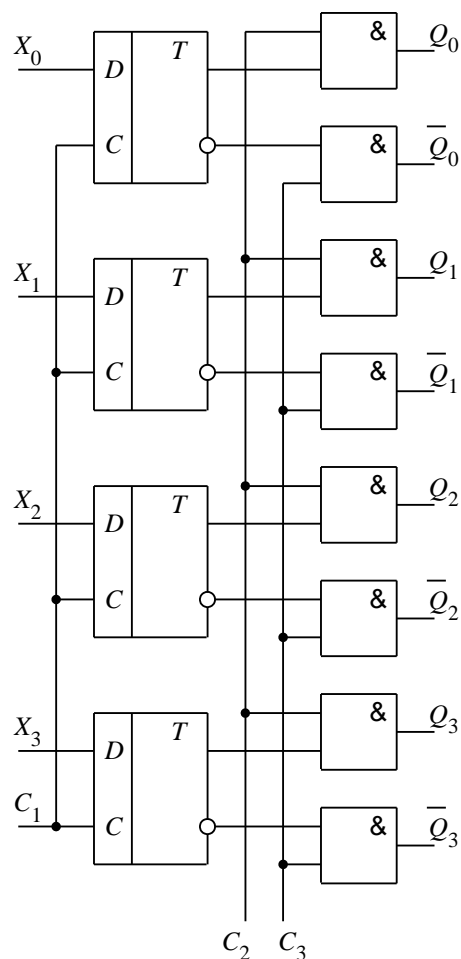 X₀ D T & Q₀
C & Q̅₀
X₁ D T & Q₁
C & Q̅₁
X₂ D T & Q₂
C & Q̅₂
X₃ D T & Q₃
C₁ C & Q̅₃
C₂ C₃